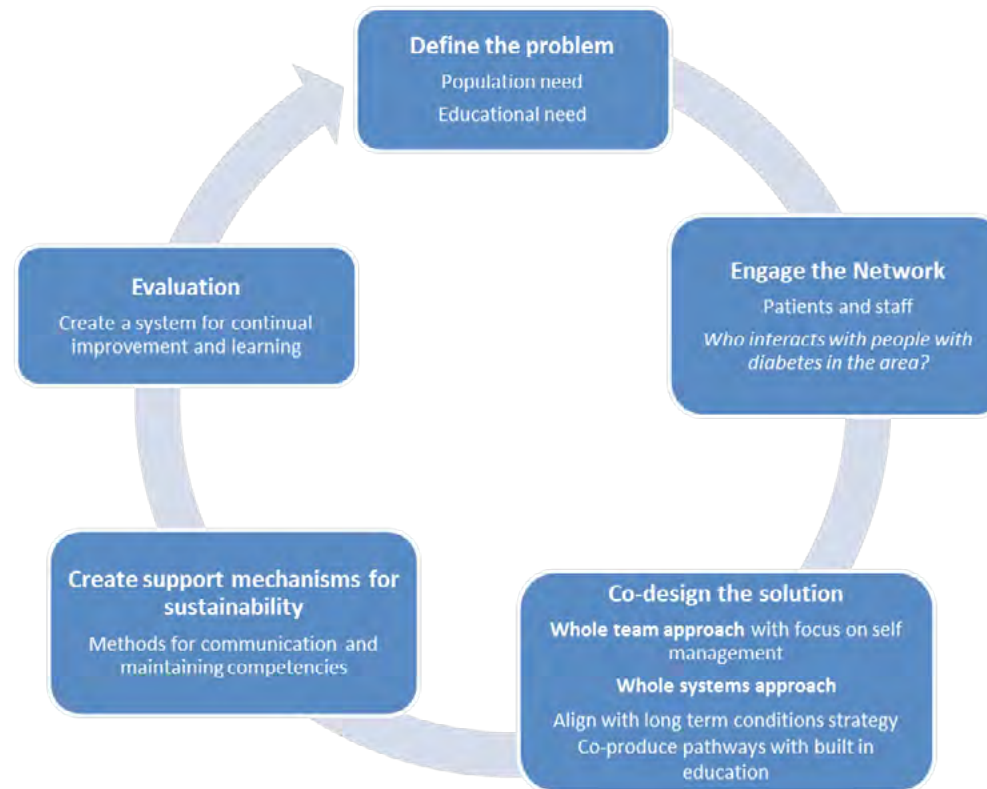 Define the problem
Population need
Educational need
Engage the Network
Patients and staff
Who interacts with people with
diabetes in the area?
Co-design the solution
Whole team approach with focus on self
management
Whole systems approach
Align with long term conditions strategy
Co-produce pathways with built in
education
Create support mechanisms for
sustainability
Methods for communication and
maintaining competencies
Evaluation
Create a system for continual
improvement and learning